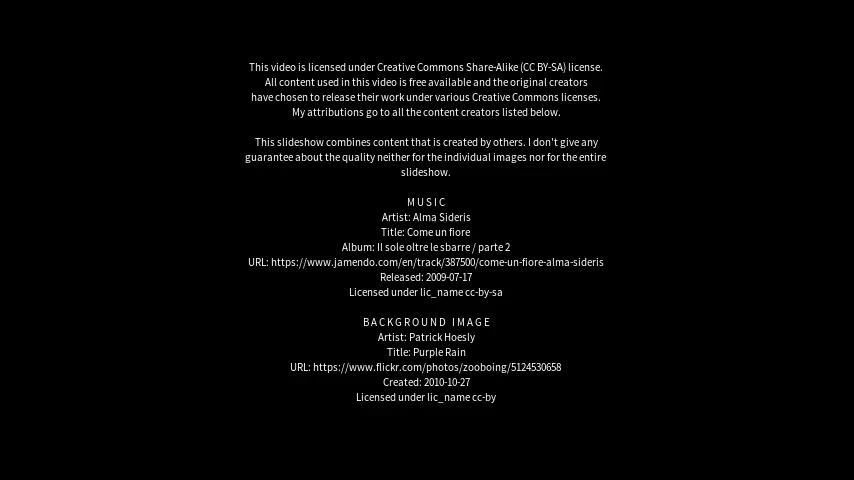 This video is licensed under Creative Commons Share-Alike (CC BY-SA) license.
All content used in this video is free available and the original creators
have chosen to release their work under various Creative Commons licenses.
My attributions go to all the content creators listed below.
This slideshow combines content that is created by others. I don't give any
guarantee about the quality neither for the individual images nor for the entire
slideshow.
MUSIC
Artist: Alma Sideris
Title: Come un fiore
Album: Il sole oltre le sbarre / parte 2
URL: https://www.jamendo.com/en/track/387500/come-un-fiore-alma-sideris
Released: 2009-07-17
Licensed under lic_name cc-by-sa
BACKGROUND IMAGE
Artist: Patrick Hoesly
Title: Purple Rain
URL: https://www.flickr.com/photos/zooboing/5124530658
Created: 2010-10-27
Licensed under lic_name cc-by